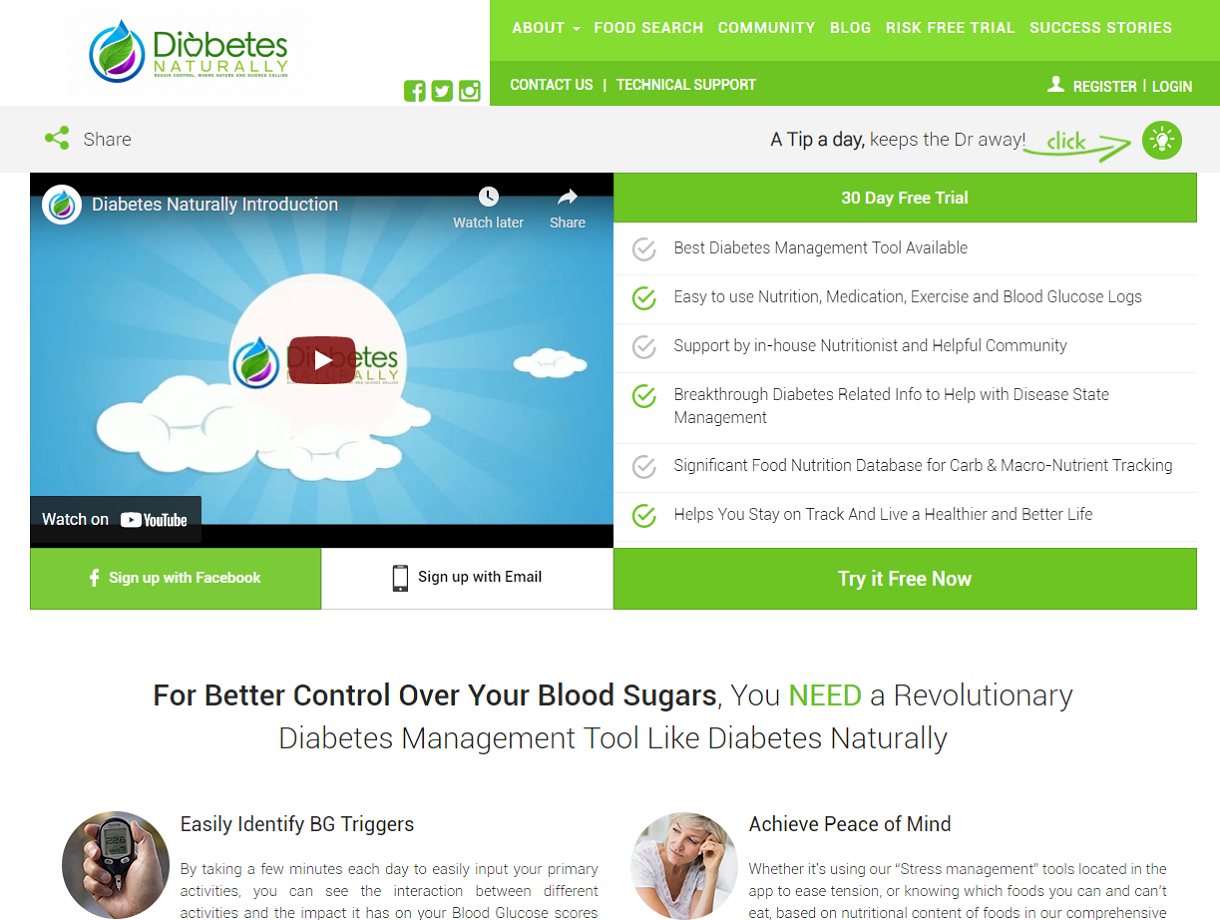 Diabetes
NATURALLY
REGAIN CONTROL, WHERE NATURE AND SCIENCE COLLIDE
ABOUT FOOD SEARCH COMMUNITY BLOG RISK FREE TRIAL SUCCESS STORIES
CONTACT US | TECHNICAL SUPPORT
REGISTER | LOGIN
Share
A Tip a day, keeps the Dr away!
click
Diabetes Naturally Introduction
Watch later
Share
Diabetes
NATURALLY
Watch on YouTube
30 Day Free Trial
Best Diabetes Management Tool Available
Easy to use Nutrition, Medication, Exercise and Blood Glucose Logs
Support by in-house Nutritionist and Helpful Community
Breakthrough Diabetes Related Info to Help with Disease State
Management
Significant Food Nutrition Database for Carb & Macro-Nutrient Tracking
Helps You Stay on Track And Live a Healthier and Better Life
Sign up with Facebook
Sign up with Email
Try it Free Now
For Better Control Over Your Blood Sugars, You NEED a Revolutionary
Diabetes Management Tool Like Diabetes Naturally
Easily Identify BG Triggers
By taking a few minutes each day to easily input your primary
activities, you can see the interaction between different
activities and the impact it has on your Blood Glucose scores
Achieve Peace of Mind
Whether it's using our “Stress management” tools located in the
app to ease tension, or knowing which foods you can and can't
eat, based on nutritional content of foods in our comprehensive